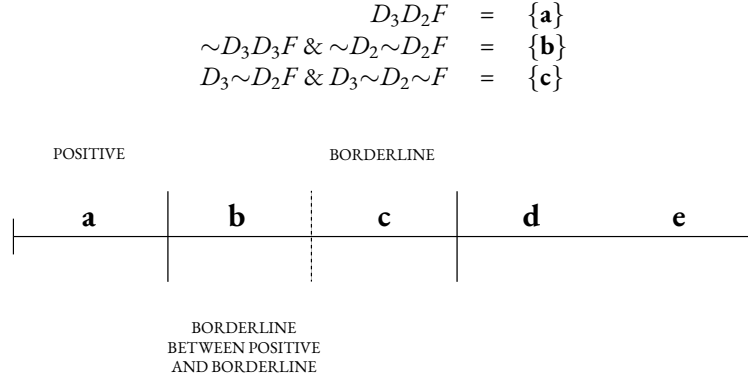 D₃D₂F = {a}
~D₃D₃F & ~D₂~D₂F = {b}
D₃~D₂F & D₃~D₂~F = {c}
POSITIVE BORDERLINE
a b c d e
BORDERLINE
BETWEEN POSITIVE
AND BORDERLINE